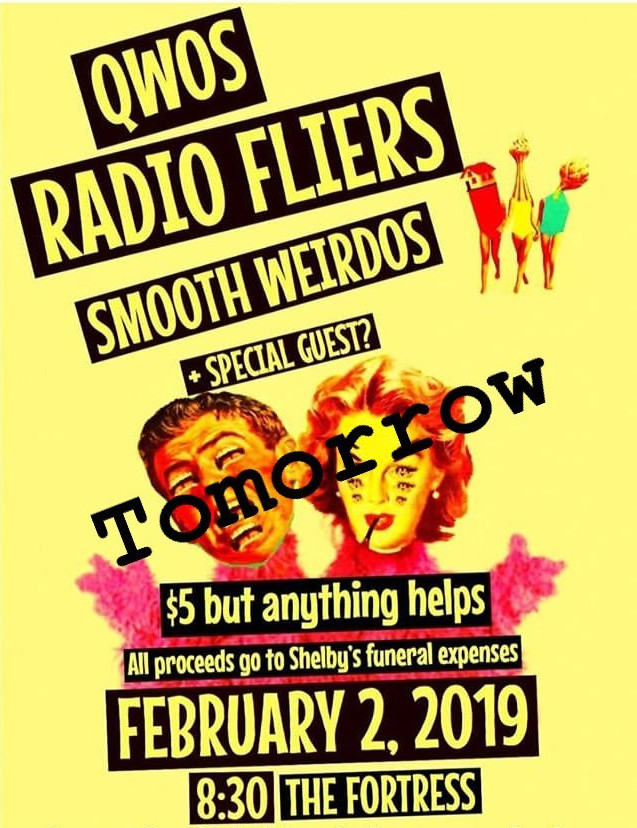 QWOS
RADIO FLIERS
SMOOTH WEIRDOS
+ SPECIAL GUEST?
Tomorrow
$5 but anything helps
All proceeds go to Shelby's funeral expenses
FEBRUARY 2, 2019
8:30 THE FORTRESS